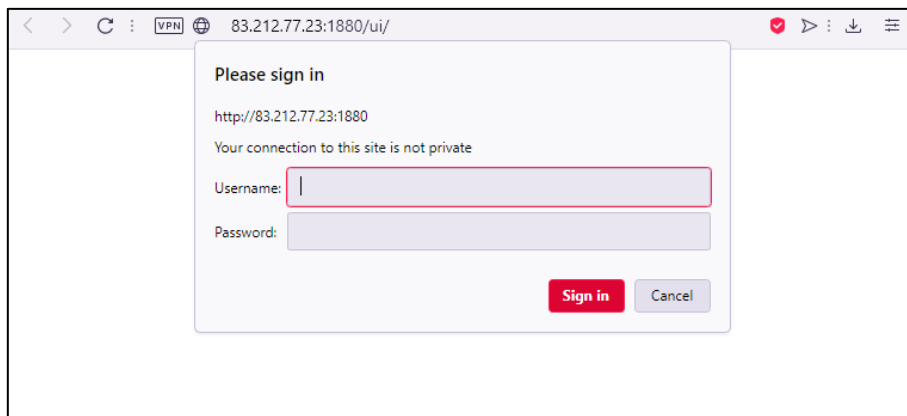 VPN 83.212.77.23:1880/ui/
Please sign in
http://83.212.77.23:1880
Your connection to this site is not private
Username:
Password:
Sign in Cancel